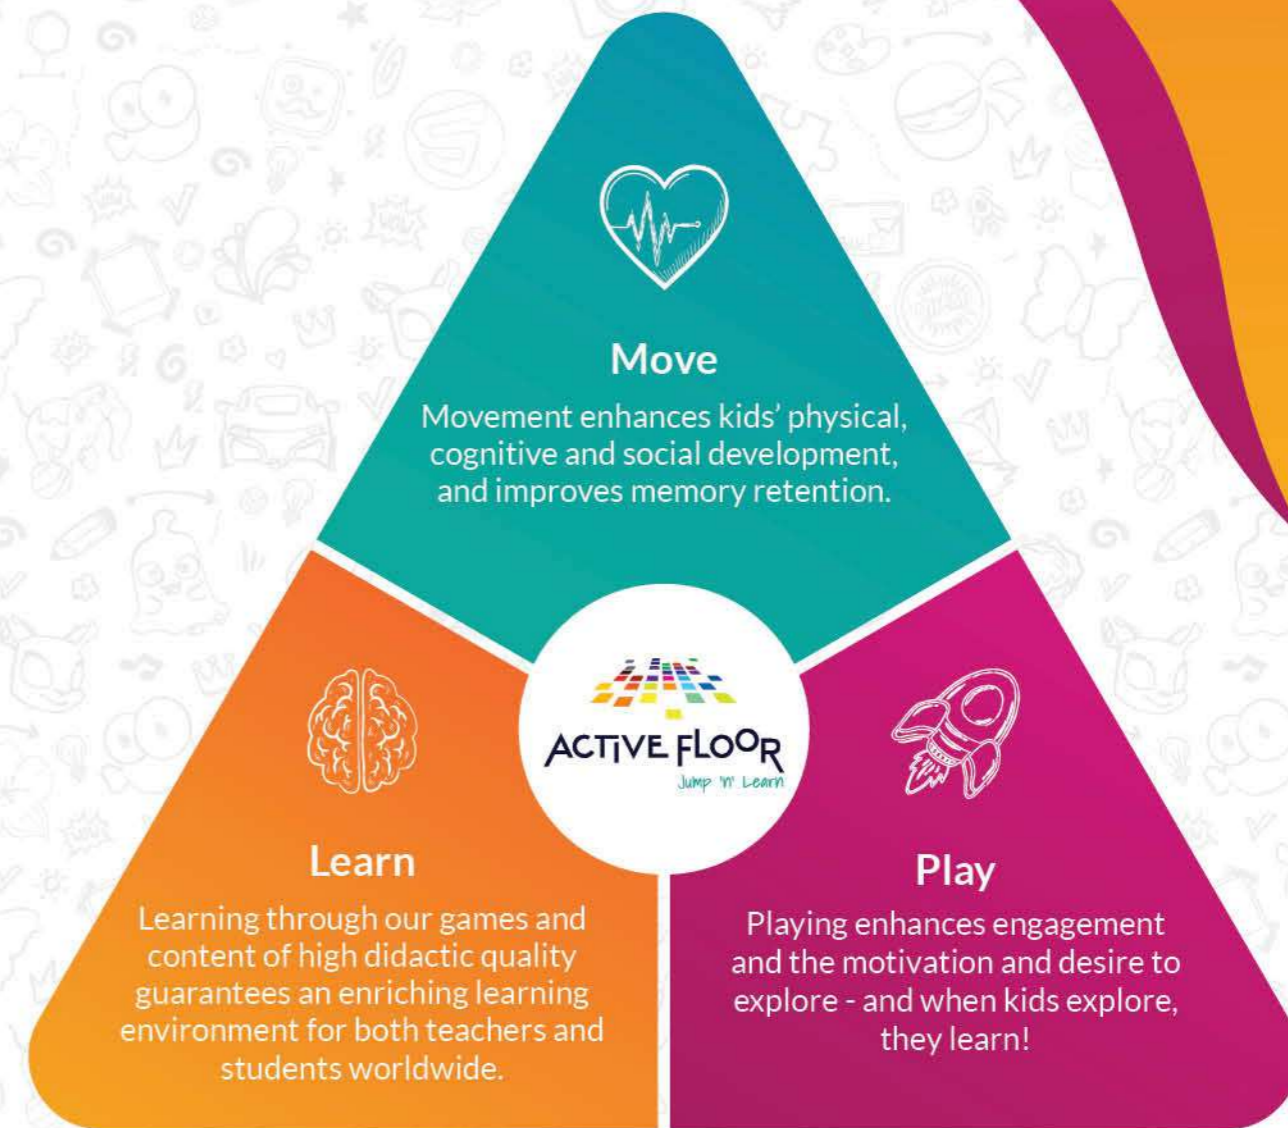 Move
Movement enhances kids' physical,
cognitive and social development,
and improves memory retention.
ACTIVE FLOOR
Jump 'n' Learn
Learn
Learning through our games and
content of high didactic quality
guarantees an enriching learning
environment for both teachers and
students worldwide.
Play
Playing enhances engagement
and the motivation and desire to
explore - and when kids explore,
they learn!